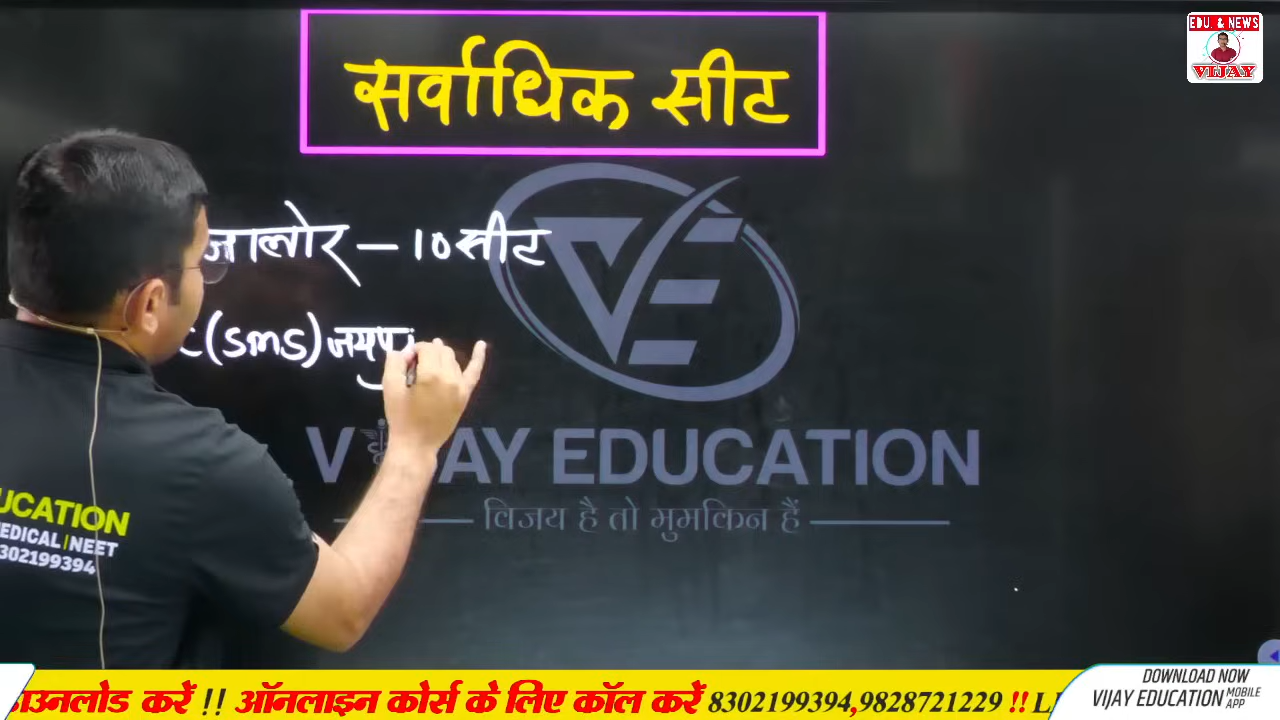 EDU. & NEWS
VIJAY
सर्वाधिक सीट
जालोर – 10 सीट
(SMS) जयपु
VIJAY EDUCATION
विजय है तो मुमकिन हैं
UCATION
EDICAL | NEET
302199394
डाउनलोड करें !! ऑनलाइन कोर्स के लिए कॉल करें 8302199394,9828721229 !! L
DOWNLOAD NOW
VIJAY EDUCATION MOBILE APP